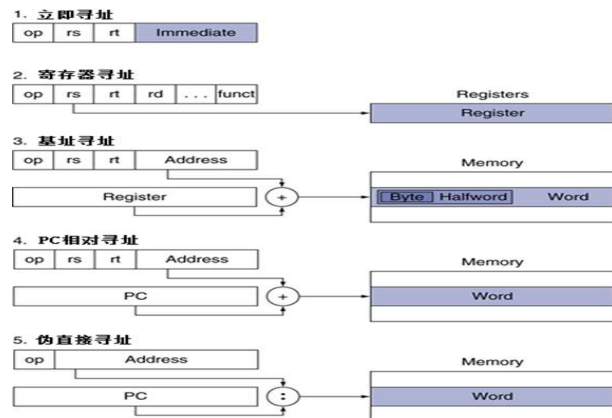 1. 立即寻址
op rs rt Immediate
2. 寄存器寻址
op rs rt rd ... funct
Registers
Register
3. 基址寻址
op rs rt Address
Memory
Register + Byte Halfword Word
4. PC相对寻址
op rs rt Address
Memory
PC + Word
5. 伪直接寻址
op Address
Memory
PC : Word